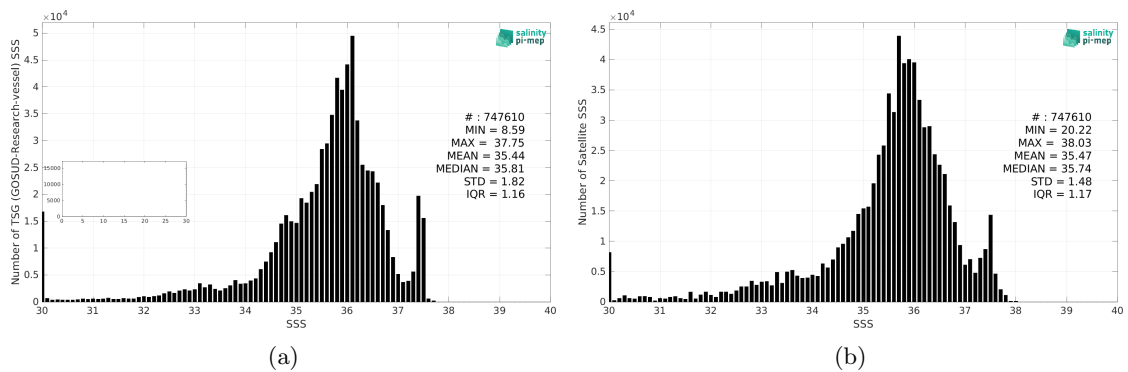 ×10⁴
5
4.5
4
3.5
3
2.5
2
1.5
1
0.5
0
Number of TSG (GOSUD-Research-vessel) SSS
salinity
pi-mep
# : 747610
MIN = 8.59
MAX = 37.75
MEAN = 35.44
MEDIAN = 35.81
STD = 1.82
IQR = 1.16
15000
10000
5000
0
0 5 10 15 20 25 30
30 31 32 33 34 35 36 37 38 39 40
SSS
(a)
×10⁴
4.5
4
3.5
3
2.5
2
1.5
1
0.5
0
Number of Satellite SSS
salinity
pi-mep
# : 747610
MIN = 20.22
MAX = 38.03
MEAN = 35.47
MEDIAN = 35.74
STD = 1.48
IQR = 1.17
30 31 32 33 34 35 36 37 38 39 40
SSS
(b)